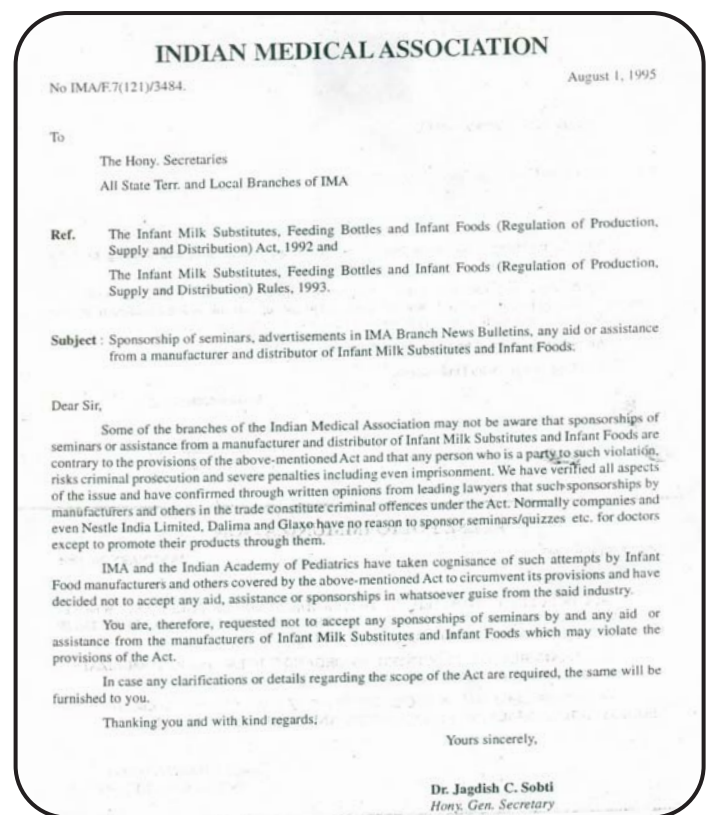 INDIAN MEDICAL ASSOCIATION
No IMA/F.7(121)/3484.
August 1, 1995
To
The Hony. Secretaries
All State Terr. and Local Branches of IMA
Ref. The Infant Milk Substitutes, Feeding Bottles and Infant Foods (Regulation of Production,
Supply and Distribution) Act, 1992 and
The Infant Milk Substitutes, Feeding Bottles and Infant Foods (Regulation of Production,
Supply and Distribution) Rules, 1993.
Subject : Sponsorship of seminars, advertisements in IMA Branch News Bulletins, any aid or assistance
from a manufacturer and distributor of Infant Milk Substitutes and Infant Foods.
Dear Sir,
Some of the branches of the Indian Medical Association may not be aware that sponsorships of
seminars or assistance from a manufacturer and distributor of Infant Milk Substitutes and Infant Foods are
contrary to the provisions of the above-mentioned Act and that any person who is a party to such violation,
risks criminal prosecution and severe penalties including even imprisonment. We have verified all aspects
of the issue and have confirmed through written opinions from leading lawyers that such sponsorships by
manufacturers and others in the trade constitute criminal offences under the Act. Normally companies and
even Nestle India Limited, Dalima and Glaxo have no reason to sponsor seminars/quizzes etc. for doctors
except to promote their products through them.
IMA and the Indian Academy of Pediatrics have taken cognisance of such attempts by Infant
Food manufacturers and others covered by the above-mentioned Act to circumvent its provisions and have
decided not to accept any aid, assistance or sponsorships in whatsoever guise from the said industry.
You are, therefore, requested not to accept any sponsorships of seminars by and any aid or
assistance from the manufacturers of Infant Milk Substitutes and Infant Foods which may violate the
provisions of the Act.
In case any clarifications or details regarding the scope of the Act are required, the same will be
furnished to you.
Thanking you and with kind regards.
Yours sincerely,
Dr. Jagdish C. Sobti
Hony. Gen. Secretary